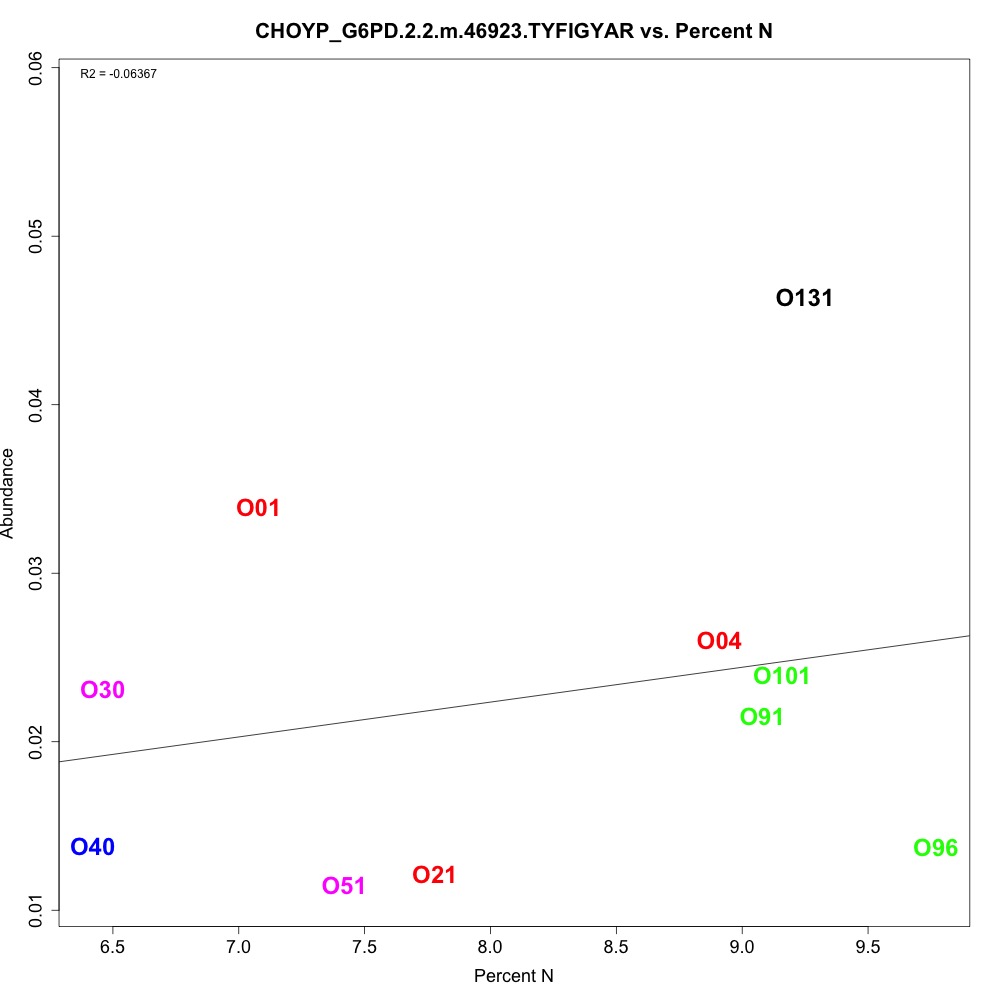 CHOYP_G6PD.2.2.m.46923.TYFIGYAR vs. Percent N
R2 = -0.06367
0.06
0.05
0.04
0.03
0.02
0.01
Abundance
O131
O01
O04
O101
O30
O91
O40
O96
O21
O51
6.5 7.0 7.5 8.0 8.5 9.0 9.5
Percent N